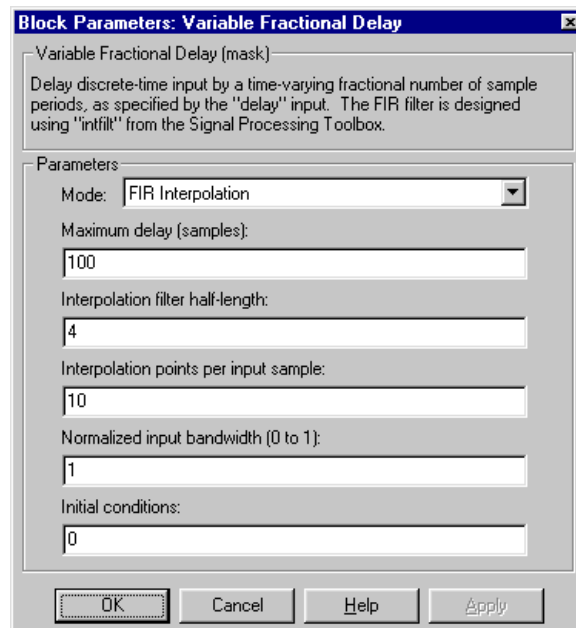 Block Parameters: Variable Fractional Delay
Variable Fractional Delay (mask)
Delay discrete-time input by a time-varying fractional number of sample
periods, as specified by the "delay" input.  The FIR filter is designed
using "intfilt" from the Signal Processing Toolbox.
Parameters
Mode: FIR Interpolation
Maximum delay (samples):
100
Interpolation filter half-length:
4
Interpolation points per input sample:
10
Normalized input bandwidth (0 to 1):
1
Initial conditions:
0
OK Cancel Help Apply